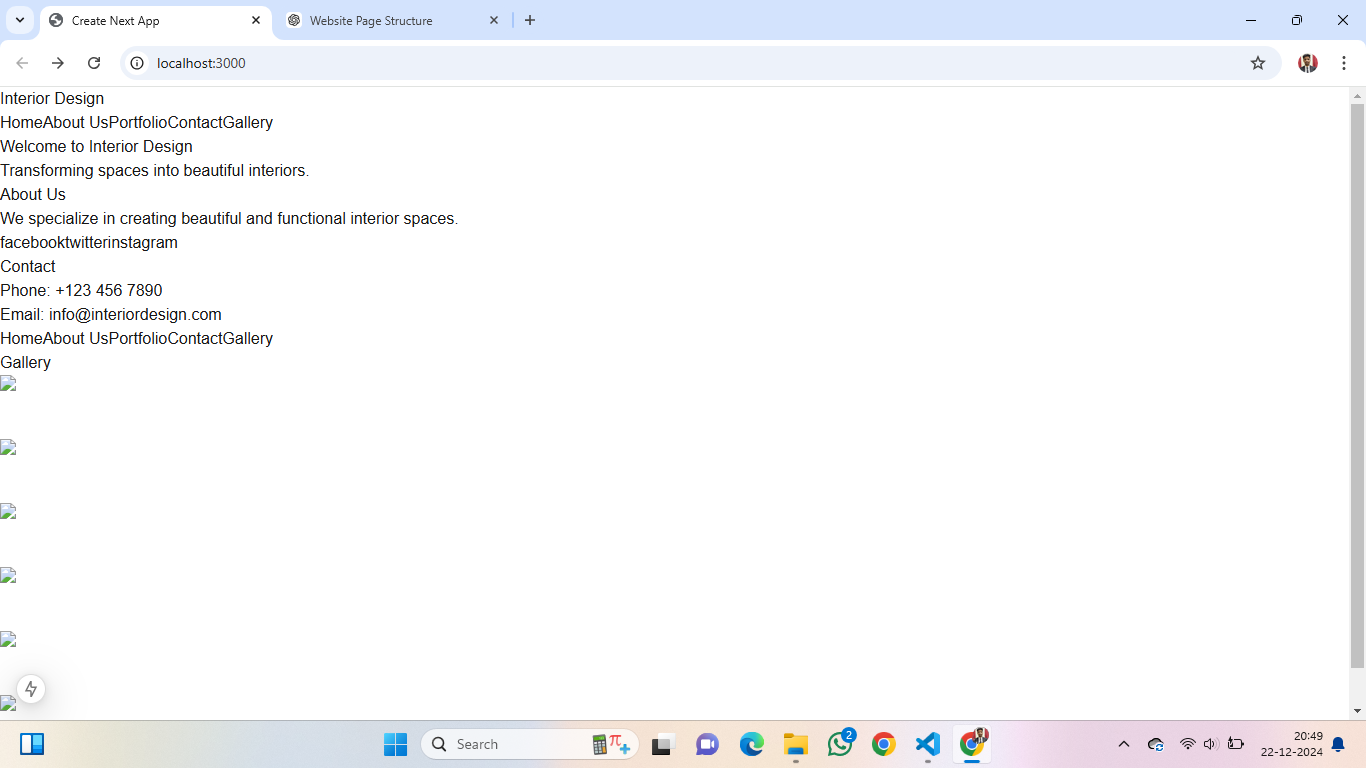 Create Next App
Website Page Structure
localhost:3000
Interior Design
HomeAbout UsPortfolioContactGallery
Welcome to Interior Design
Transforming spaces into beautiful interiors.
About Us
We specialize in creating beautiful and functional interior spaces.
facebooktwitterinstagram
Contact
Phone: +123 456 7890
Email: info@interiordesign.com
HomeAbout UsPortfolioContactGallery
Gallery
Search
2
20:49
22-12-2024